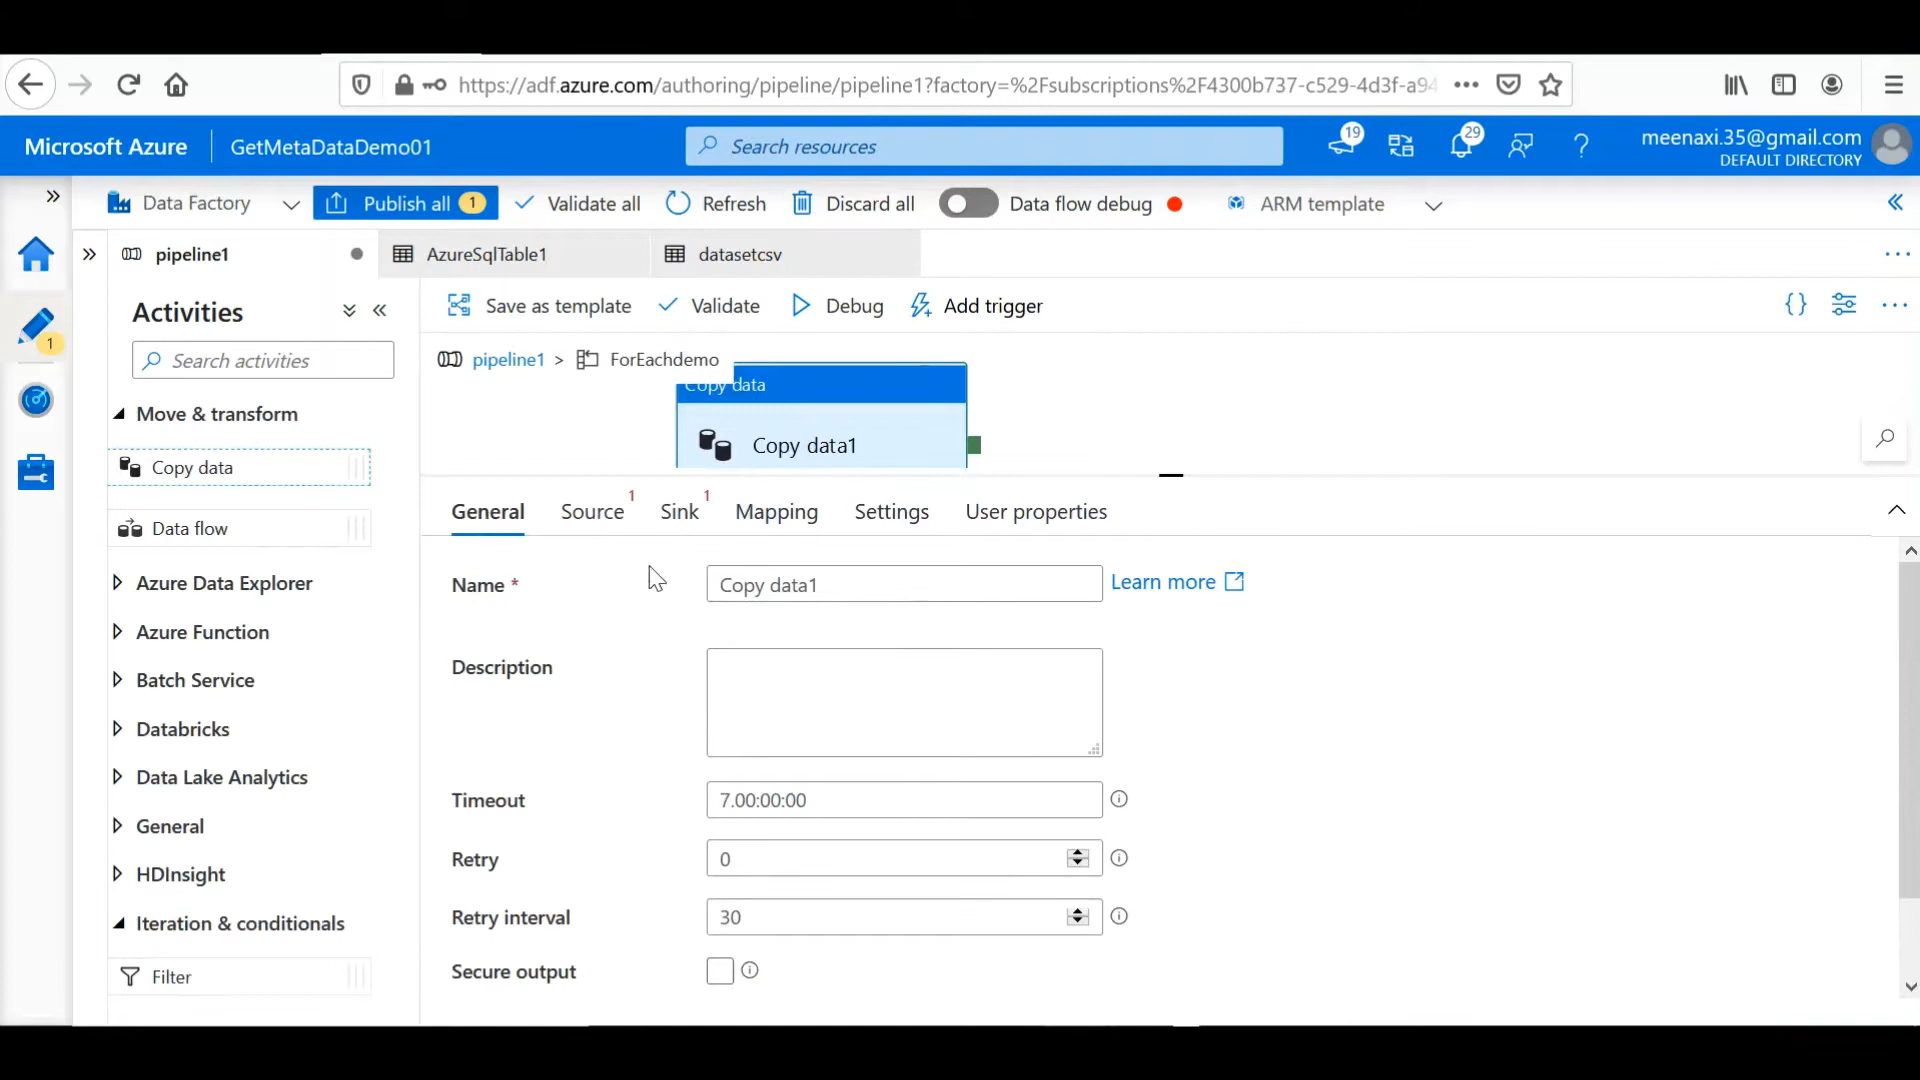 https://adf.azure.com/authoring/pipeline/pipeline1?factory=%2Fsubscriptions%2F4300b737-c529-4d3f-a94
Microsoft Azure GetMetaDataDemo01 Search resources 19 29 meenaxi.35@gmail.com
DEFAULT DIRECTORY
Data Factory Publish all 1 Validate all Refresh Discard all Data flow debug ARM template
pipeline1 AzureSqlTable1 datasetcsv
Activities
Save as template Validate Debug Add trigger
1
Search activities
pipeline1 > ForEachdemo
Copy data
Move & transform
Copy data1
Copy data
General Source 1 Sink 1 Mapping Settings User properties
Data flow
Azure Data Explorer
Name * Copy data1 Learn more
Azure Function
Description
Batch Service
Databricks
Data Lake Analytics
Timeout 7.00:00:00
General
Retry 0
HDInsight
Retry interval 30
Iteration & conditionals
Secure output
Filter